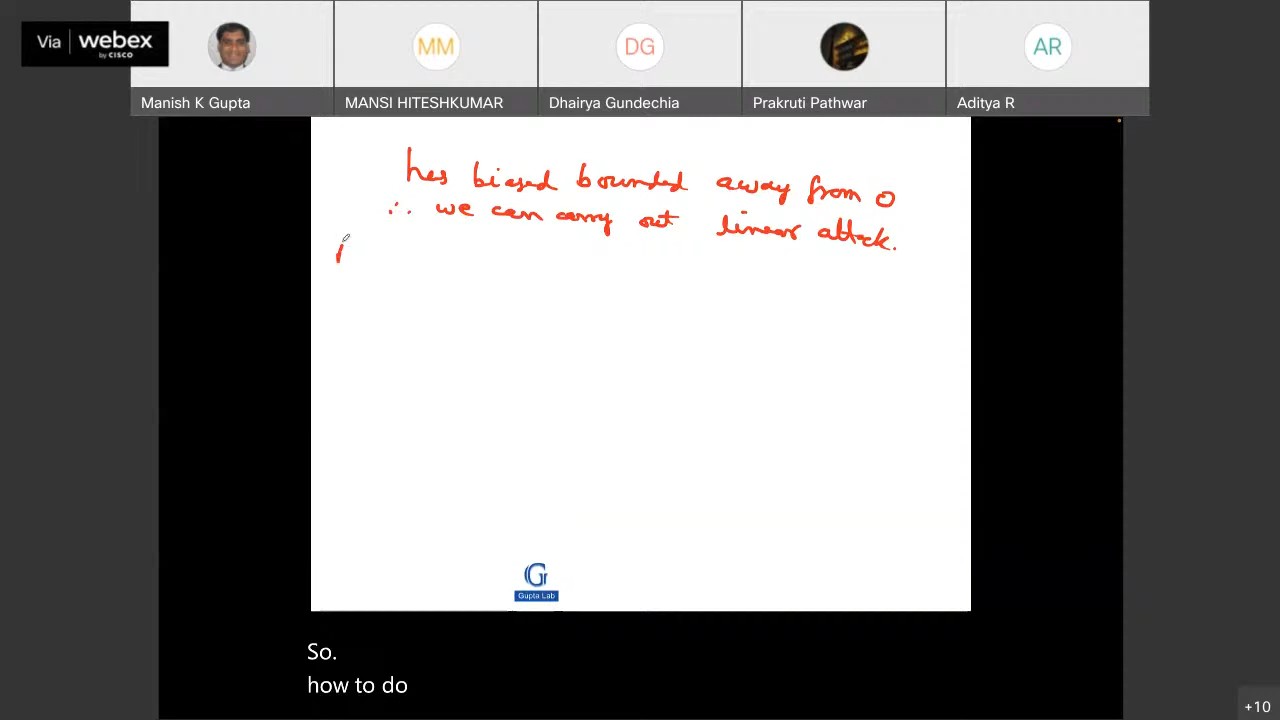 Via webex
by CISCO
MM
DG
AR
Manish K Gupta
MANSI HITESHKUMAR
Dhairya Gundechia
Prakruti Pathwar
Aditya R
has biased bounded away from 0
∴ we can carry out linear attack.
G
Gupta Lab
So.
how to do
+10